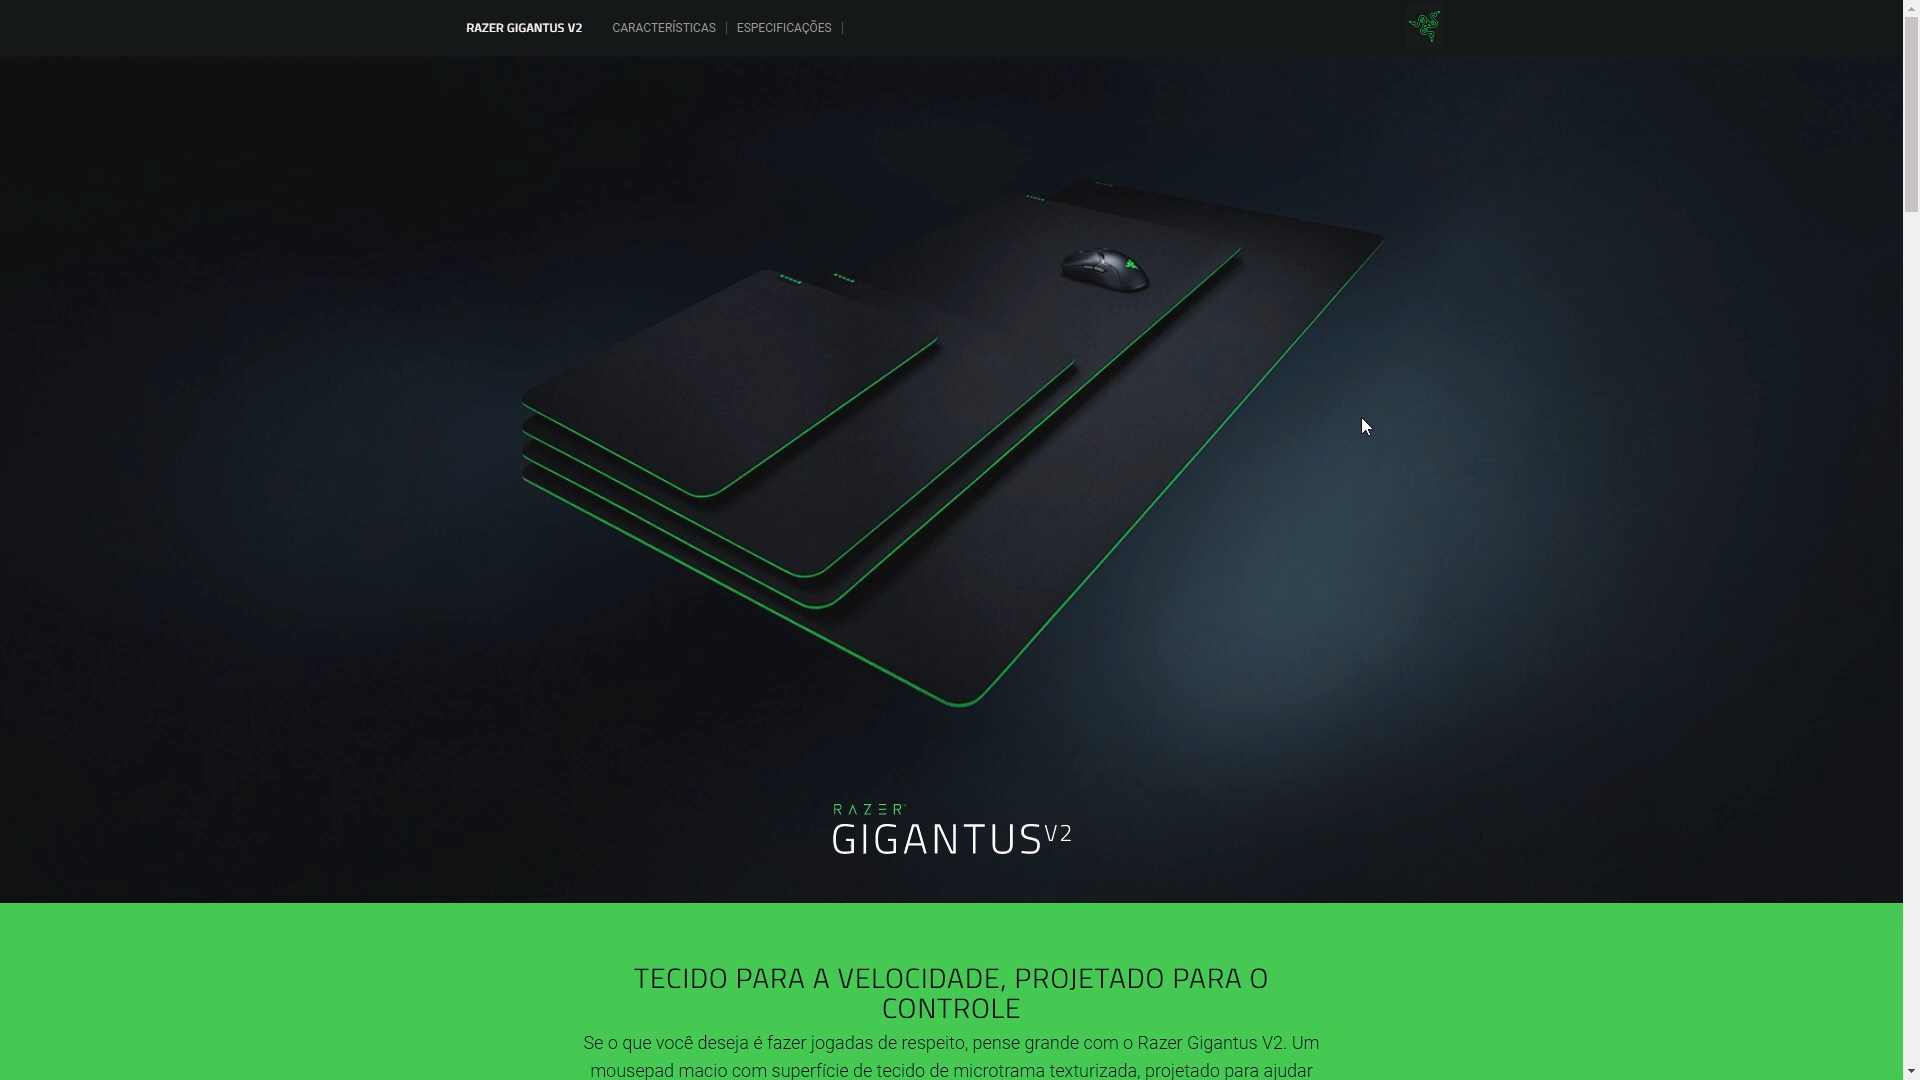 RAZER GIGANTUS V2 CARACTERÍSTICAS | ESPECIFICAÇÕES |
RAZER™
GIGANTUS V2
TECIDO PARA A VELOCIDADE, PROJETADO PARA O
CONTROLE
Se o que você deseja é fazer jogadas de respeito, pense grande com o Razer Gigantus V2. Um
mousepad macio com superfície de tecido de microtrama texturizada, projetado para ajudar